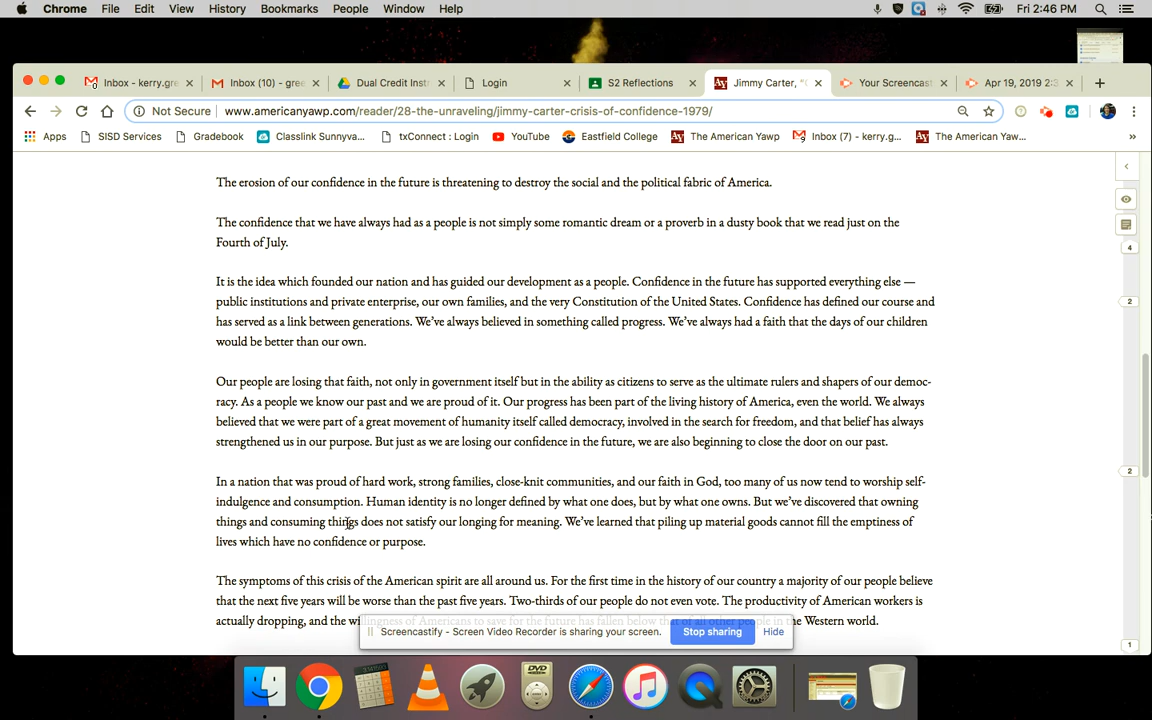 Chrome File Edit View History Bookmarks People Window Help Fri 2:46 PM
Inbox - kerry.gre Inbox (10) - gree Dual Credit Inst Login S2 Reflections Jimmy Carter, "C Your Screencast Apr 19, 2019 2:3
Not Secure www.americanyawp.com/reader/28-the-unraveling/jimmy-carter-crisis-of-confidence-1979/
Apps SISD Services Gradebook Classlink Sunnyva... txConnect : Login YouTube Eastfield College The American Yawp Inbox (7) - kerry.g... The American Yaw... »
The erosion of our confidence in the future is threatening to destroy the social and the political fabric of America.
The confidence that we have always had as a people is not simply some romantic dream or a proverb in a dusty book that we read just on the
Fourth of July.
4
It is the idea which founded our nation and has guided our development as a people. Confidence in the future has supported everything else —
public institutions and private enterprise, our own families, and the very Constitution of the United States. Confidence has defined our course and
2
has served as a link between generations. We've always believed in something called progress. We've always had a faith that the days of our children
would be better than our own.
Our people are losing that faith, not only in government itself but in the ability as citizens to serve as the ultimate rulers and shapers of our democ-
racy. As a people we know our past and we are proud of it. Our progress has been part of the living history of America, even the world. We always
believed that we were part of a great movement of humanity itself called democracy, involved in the search for freedom, and that belief has always
strengthened us in our purpose. But just as we are losing our confidence in the future, we are also beginning to close the door on our past.
2
In a nation that was proud of hard work, strong families, close-knit communities, and our faith in God, too many of us now tend to worship self-
indulgence and consumption. Human identity is no longer defined by what one does, but by what one owns. But we've discovered that owning
things and consuming things does not satisfy our longing for meaning. We've learned that piling up material goods cannot fill the emptiness of
lives which have no confidence or purpose.
The symptoms of this crisis of the American spirit are all around us. For the first time in the history of our country a majority of our people believe
that the next five years will be worse than the past five years. Two-thirds of our people do not even vote. The productivity of American workers is
actually dropping, and the willingness of Americans to save for the future has fallen below that of all other people in the Western world.
Screencastify - Screen Video Recorder is sharing your screen. Stop sharing Hide
1
DVD